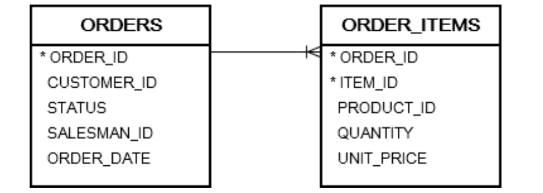 ORDERS
* ORDER_ID
CUSTOMER_ID
STATUS
SALESMAN_ID
ORDER_DATE
ORDER_ITEMS
* ORDER_ID
* ITEM_ID
PRODUCT_ID
QUANTITY
UNIT_PRICE